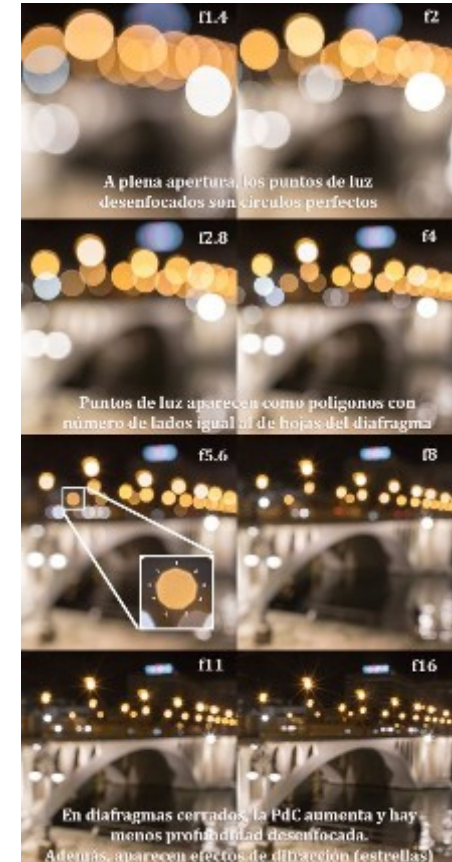 f1.4
f2
A plena apertura, los puntos de luz
desenfocados son círculos perfectos
f2.8
f4
Puntos de luz aparecen como polígonos con
número de lados igual al de hojas del diafragma
f5.6
f8
f11
f16
En diafragmas cerrados, la PdC aumenta y hay
menos profundidad desenfocada.
Además, aparecen efectos de difracción (estrellas)